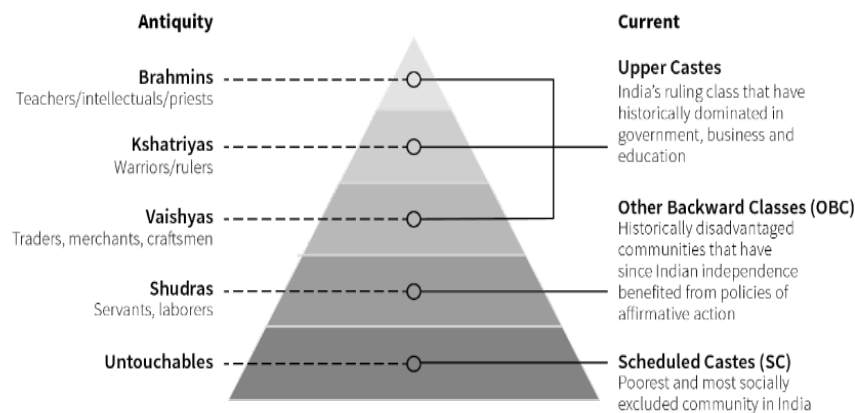 Antiquity
Brahmins
Teachers/intellectuals/priests
Kshatriyas
Warriors/rulers
Vaishyas
Traders, merchants, craftsmen
Shudras
Servants, laborers
Untouchables
Current
Upper Castes
India's ruling class that have
historically dominated in
government, business and
education
Other Backward Classes (OBC)
Historically disadvantaged
communities that have
since Indian independence
benefited from policies of
affirmative action
Scheduled Castes (SC)
Poorest and most socially
excluded community in India